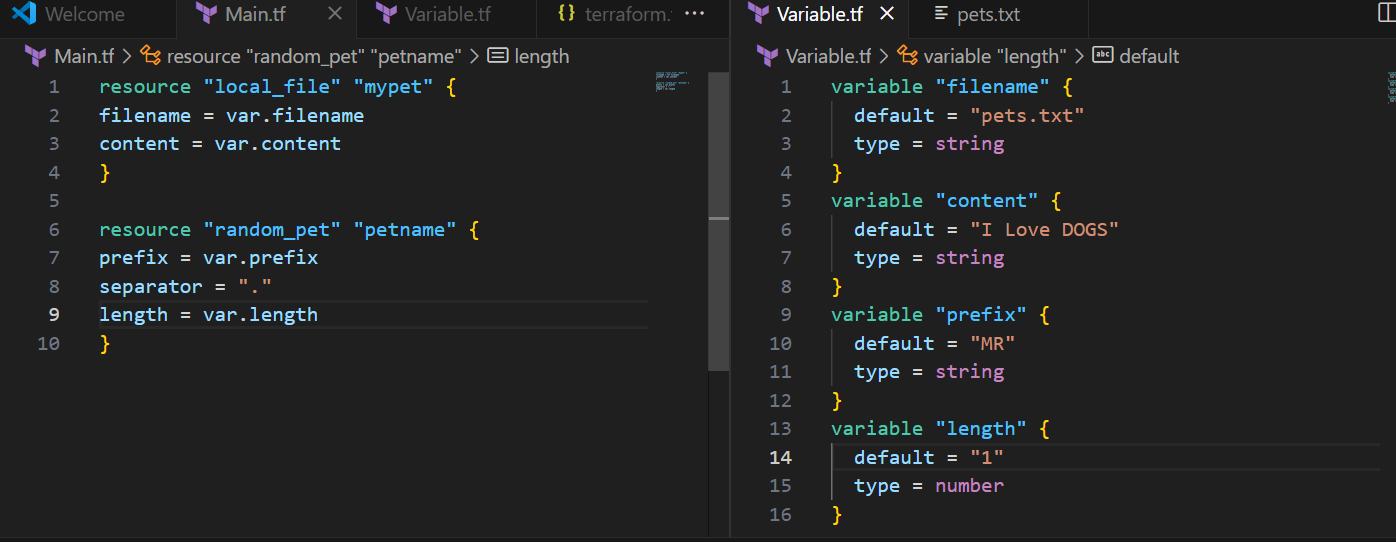 Welcome
Main.tf
Variable.tf
{} terraform.
Main.tf > resource "random_pet" "petname" > length
1 resource "local_file" "mypet" {
2 filename = var.filename
3 content = var.content
4 }
5
6 resource "random_pet" "petname" {
7 prefix = var.prefix
8 separator = "."
9 length = var.length
10 }
Variable.tf
pets.txt
Variable.tf > variable "length" > abc default
1 variable "filename" {
2 default = "pets.txt"
3 type = string
4 }
5 variable "content" {
6 default = "I Love DOGS"
7 type = string
8 }
9 variable "prefix" {
10 default = "MR"
11 type = string
12 }
13 variable "length" {
14 default = "1"
15 type = number
16 }